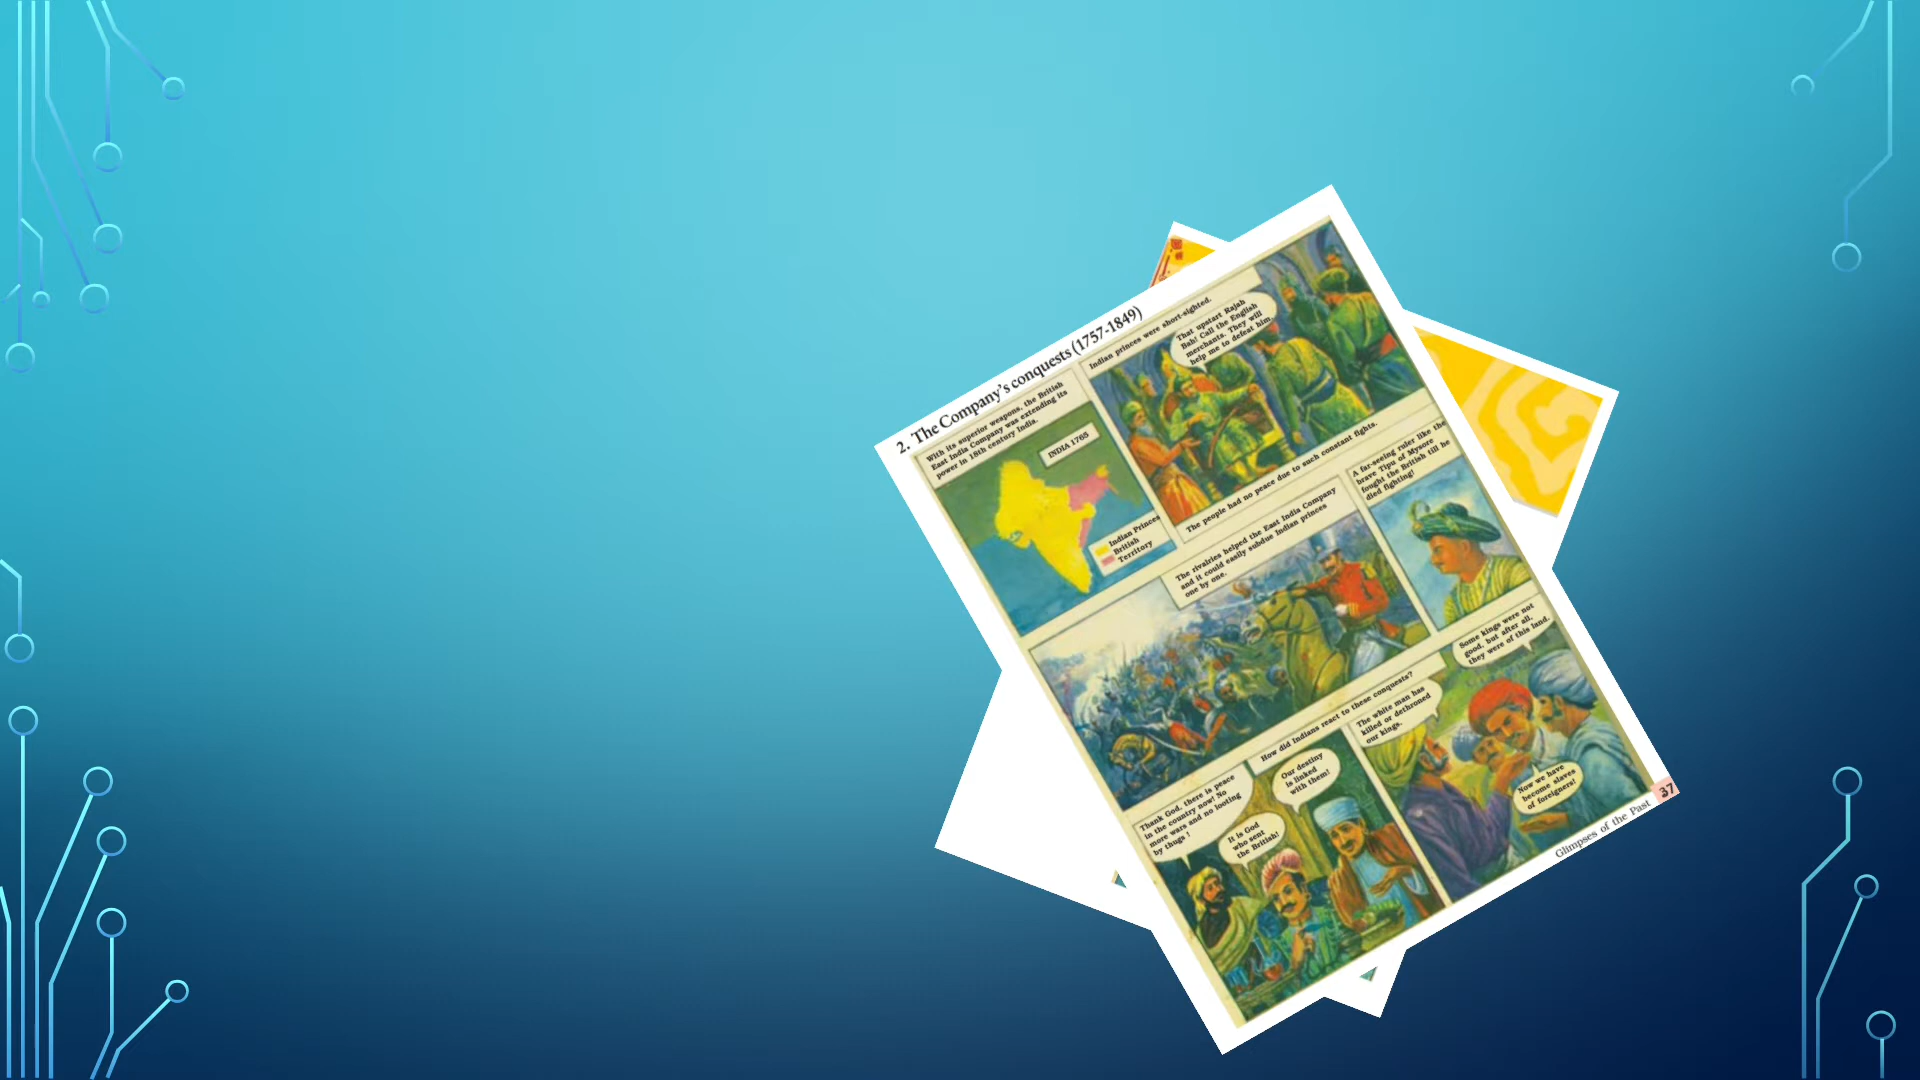 2. The Company's conquests (1757-1849)
With its superior weapons, the British
East India Company was extending its
power in 18th century India.
INDIA 1765
Indian Princes
British
Territory
Indian princes were short-sighted.
That upstart Rajah
Bah! Call the English
merchants. They will
help me to defeat him
The people had no peace due to such constant fights.
The rivalries helped the East India Company
and it could easily subdue Indian princes
one by one.
A far-seeing ruler like the
brave Tipu of Mysore
fought the British till he
died fighting!
How did Indians react to these conquests?
Thank God, there is peace
in the country now! No
more wars and no looting
by thugs !
It is God
who sent
the British!
Our destiny
is linked
with them!
The white man has
killed or dethroned
our kings.
Some kings were not
good, but after all,
they were of this land.
Now we have
become slaves
of foreigners!
Glimpses of the Past 37